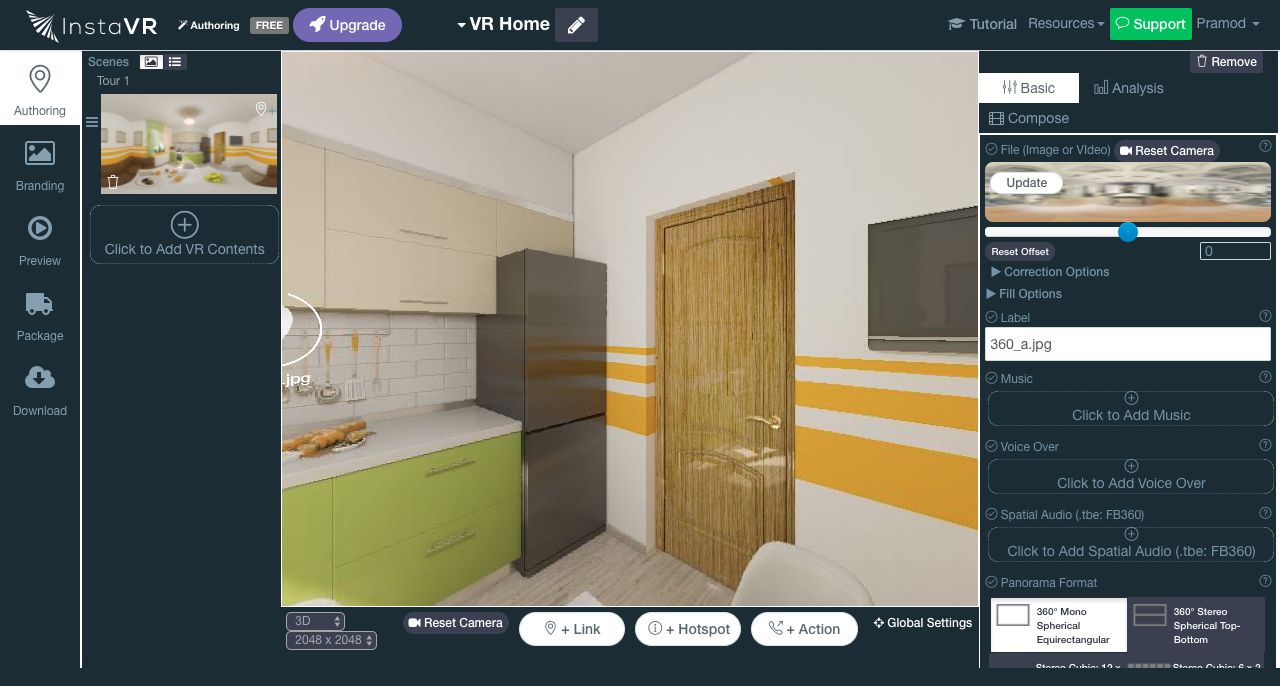 InstaVR
Authoring
FREE
Upgrade
VR Home
Tutorial
Resources
Support
Pramod
Authoring
Branding
Preview
Package
Download
Scenes
Tour 1
Click to Add VR Contents
.jpg
3D
2048 x 2048
Reset Camera
+ Link
+ Hotspot
+ Action
Global Settings
Remove
Basic
Analysis
Compose
File (Image or VIdeo)
Reset Camera
Update
Reset Offset
0
Correction Options
Fill Options
Label
360_a.jpg
Music
Click to Add Music
Voice Over
Click to Add Voice Over
Spatial Audio (.tbe: FB360)
Click to Add Spatial Audio (.tbe: FB360)
Panorama Format
360° Mono
Spherical
Equirectangular
360° Stereo
Spherical Top-
Bottom
Stereo Cubic: 12 x
Stereo Cubic: 6 x 2